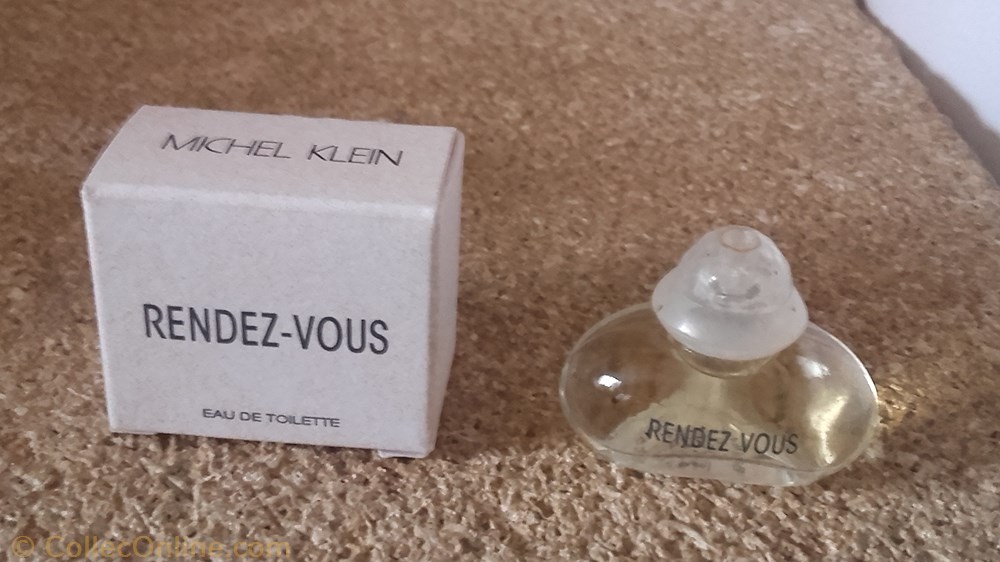 MICHEL KLEIN
RENDEZ-VOUS
EAU DE TOILETTE
RENDEZ VOUS
© CollecOnline.com